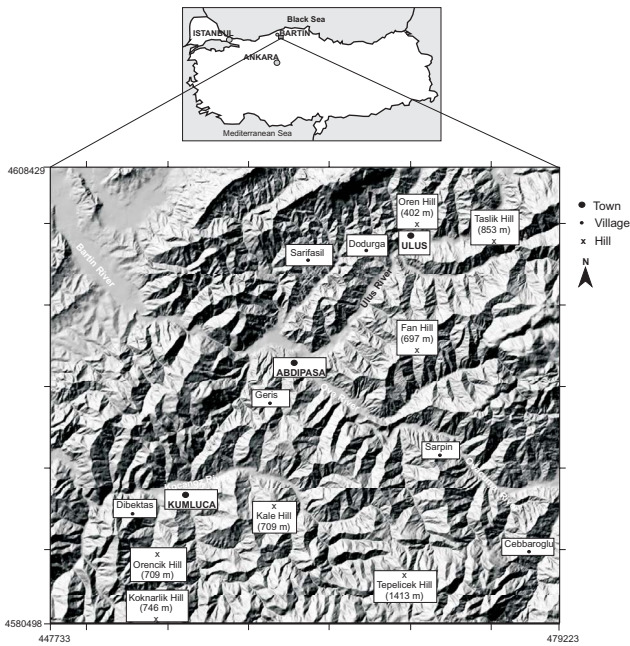 Black Sea
ISTANBUL
BARTIN
ANKARA
Mediterranean Sea
4608429
Oren Hill
(402 m)
x
Taslik Hill
(853 m)
x
Town
Village
x Hill
N
Dodurga
ULUS
Sarifasil
Bartin River
Ulus River
Fan Hill
(697 m)
x
ABDIPASA
Geris
Sarpin
KUMLUCA
Dibektas
x
Kale Hill
(709 m)
Cebbaroglu
x
Orencik Hill
(709 m)
x
Tepelicek Hill
(1413 m)
Koknarlik Hill
(746 m)
x
4580498
447733
479223